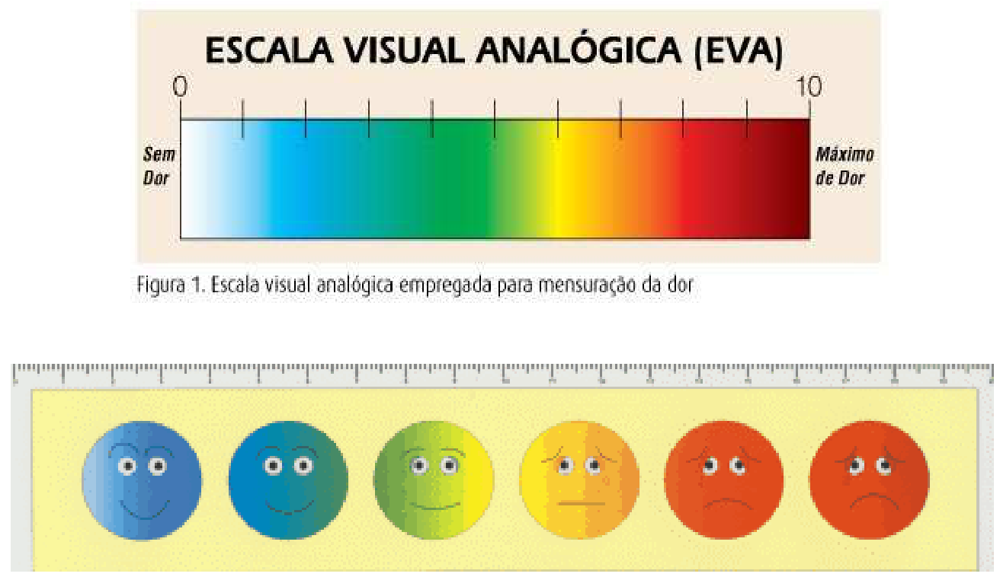 ESCALA VISUAL ANALÓGICA (EVA)
0 10
Sem
Dor
Máximo
de Dor
Figura 1. Escala visual analógica empregada para mensuração da dor